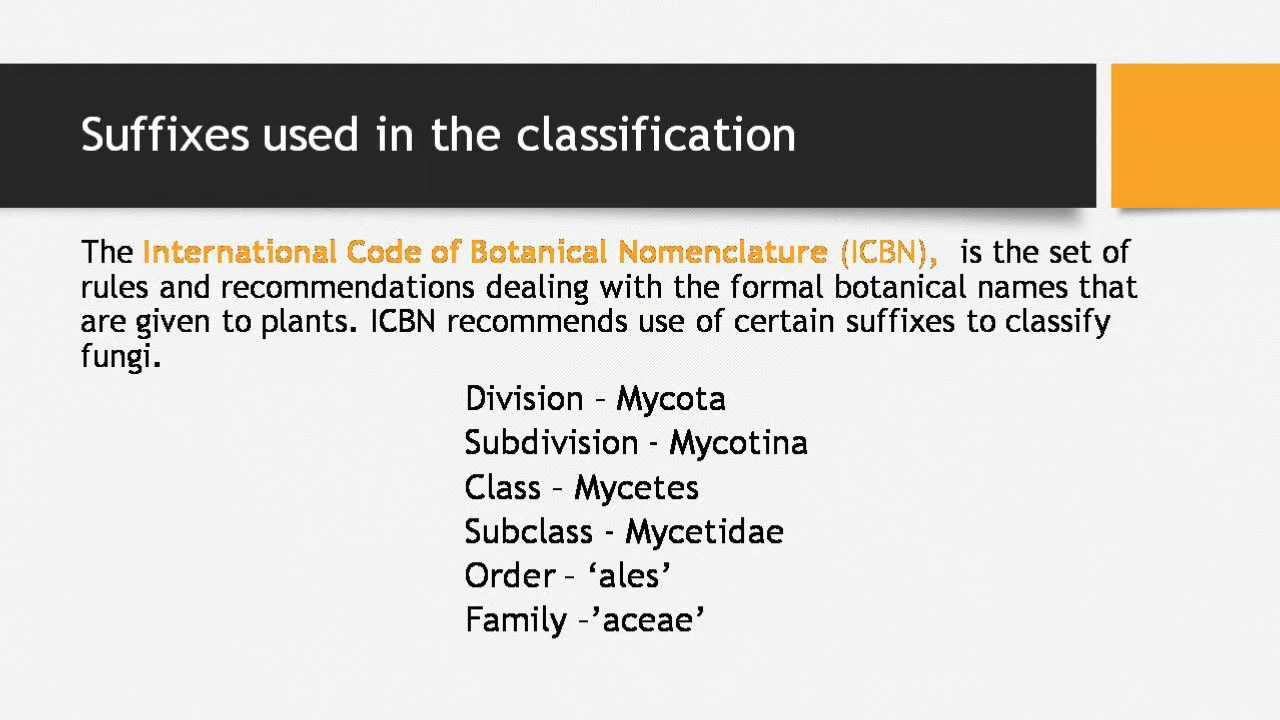 Suffixes used in the classification
The International Code of Botanical Nomenclature (ICBN), is the set of
rules and recommendations dealing with the formal botanical names that
are given to plants. ICBN recommends use of certain suffixes to classify
fungi.
Division – Mycota
Subdivision - Mycotina
Class – Mycetes
Subclass - Mycetidae
Order – ‘ales’
Family –’aceae’